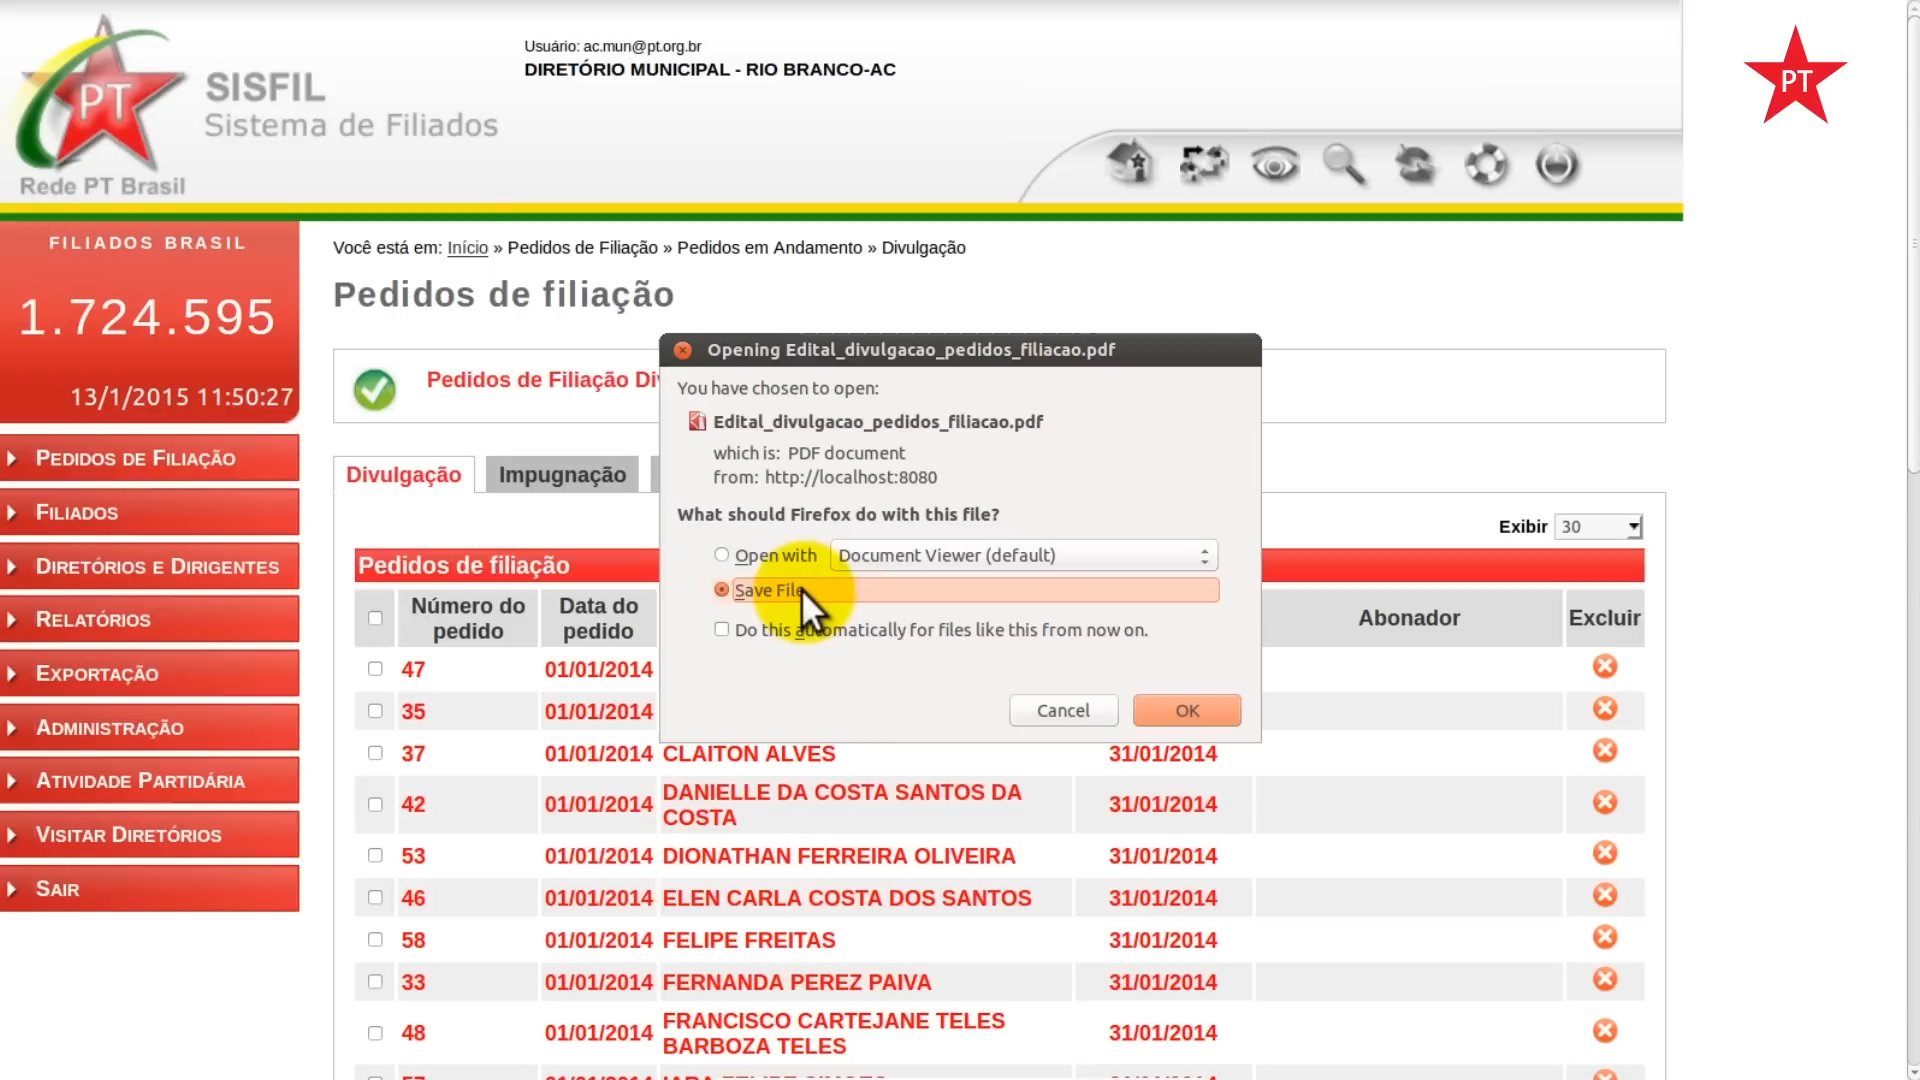 Usuário: ac.mun@pt.org.br
DIRETÓRIO MUNICIPAL - RIO BRANCO-AC
PT
SISFIL
Sistema de Filiados
Rede PT Brasil
PT
FILIADOS BRASIL
1.724.595
13/1/2015 11:50:27
PEDIDOS DE FILIAÇÃO
FILIADOS
DIRETÓRIOS E DIRIGENTES
RELATÓRIOS
EXPORTAÇÃO
ADMINISTRAÇÃO
ATIVIDADE PARTIDÁRIA
VISITAR DIRETÓRIOS
SAIR
Você está em: Início » Pedidos de Filiação » Pedidos em Andamento » Divulgação
Pedidos de filiação
Pedidos de Filiação
Divulgação Impugnação
Exibir 30
Pedidos de filiação
Número do pedido Data do pedido Abonador Excluir
47 01/01/2014
35 01/01/2014
37 01/01/2014 CLAITON ALVES 31/01/2014
42 01/01/2014 DANIELLE DA COSTA SANTOS DA COSTA 31/01/2014
53 01/01/2014 DIONATHAN FERREIRA OLIVEIRA 31/01/2014
46 01/01/2014 ELEN CARLA COSTA DOS SANTOS 31/01/2014
58 01/01/2014 FELIPE FREITAS 31/01/2014
33 01/01/2014 FERNANDA PEREZ PAIVA 31/01/2014
48 01/01/2014 FRANCISCO CARTEJANE TELES BARBOZA TELES 31/01/2014
Opening Edital_divulgacao_pedidos_filiacao.pdf
You have chosen to open:
Edital_divulgacao_pedidos_filiacao.pdf
which is: PDF document
from: http://localhost:8080
What should Firefox do with this file?
Open with Document Viewer (default)
Save File
Do this automatically for files like this from now on.
Cancel OK